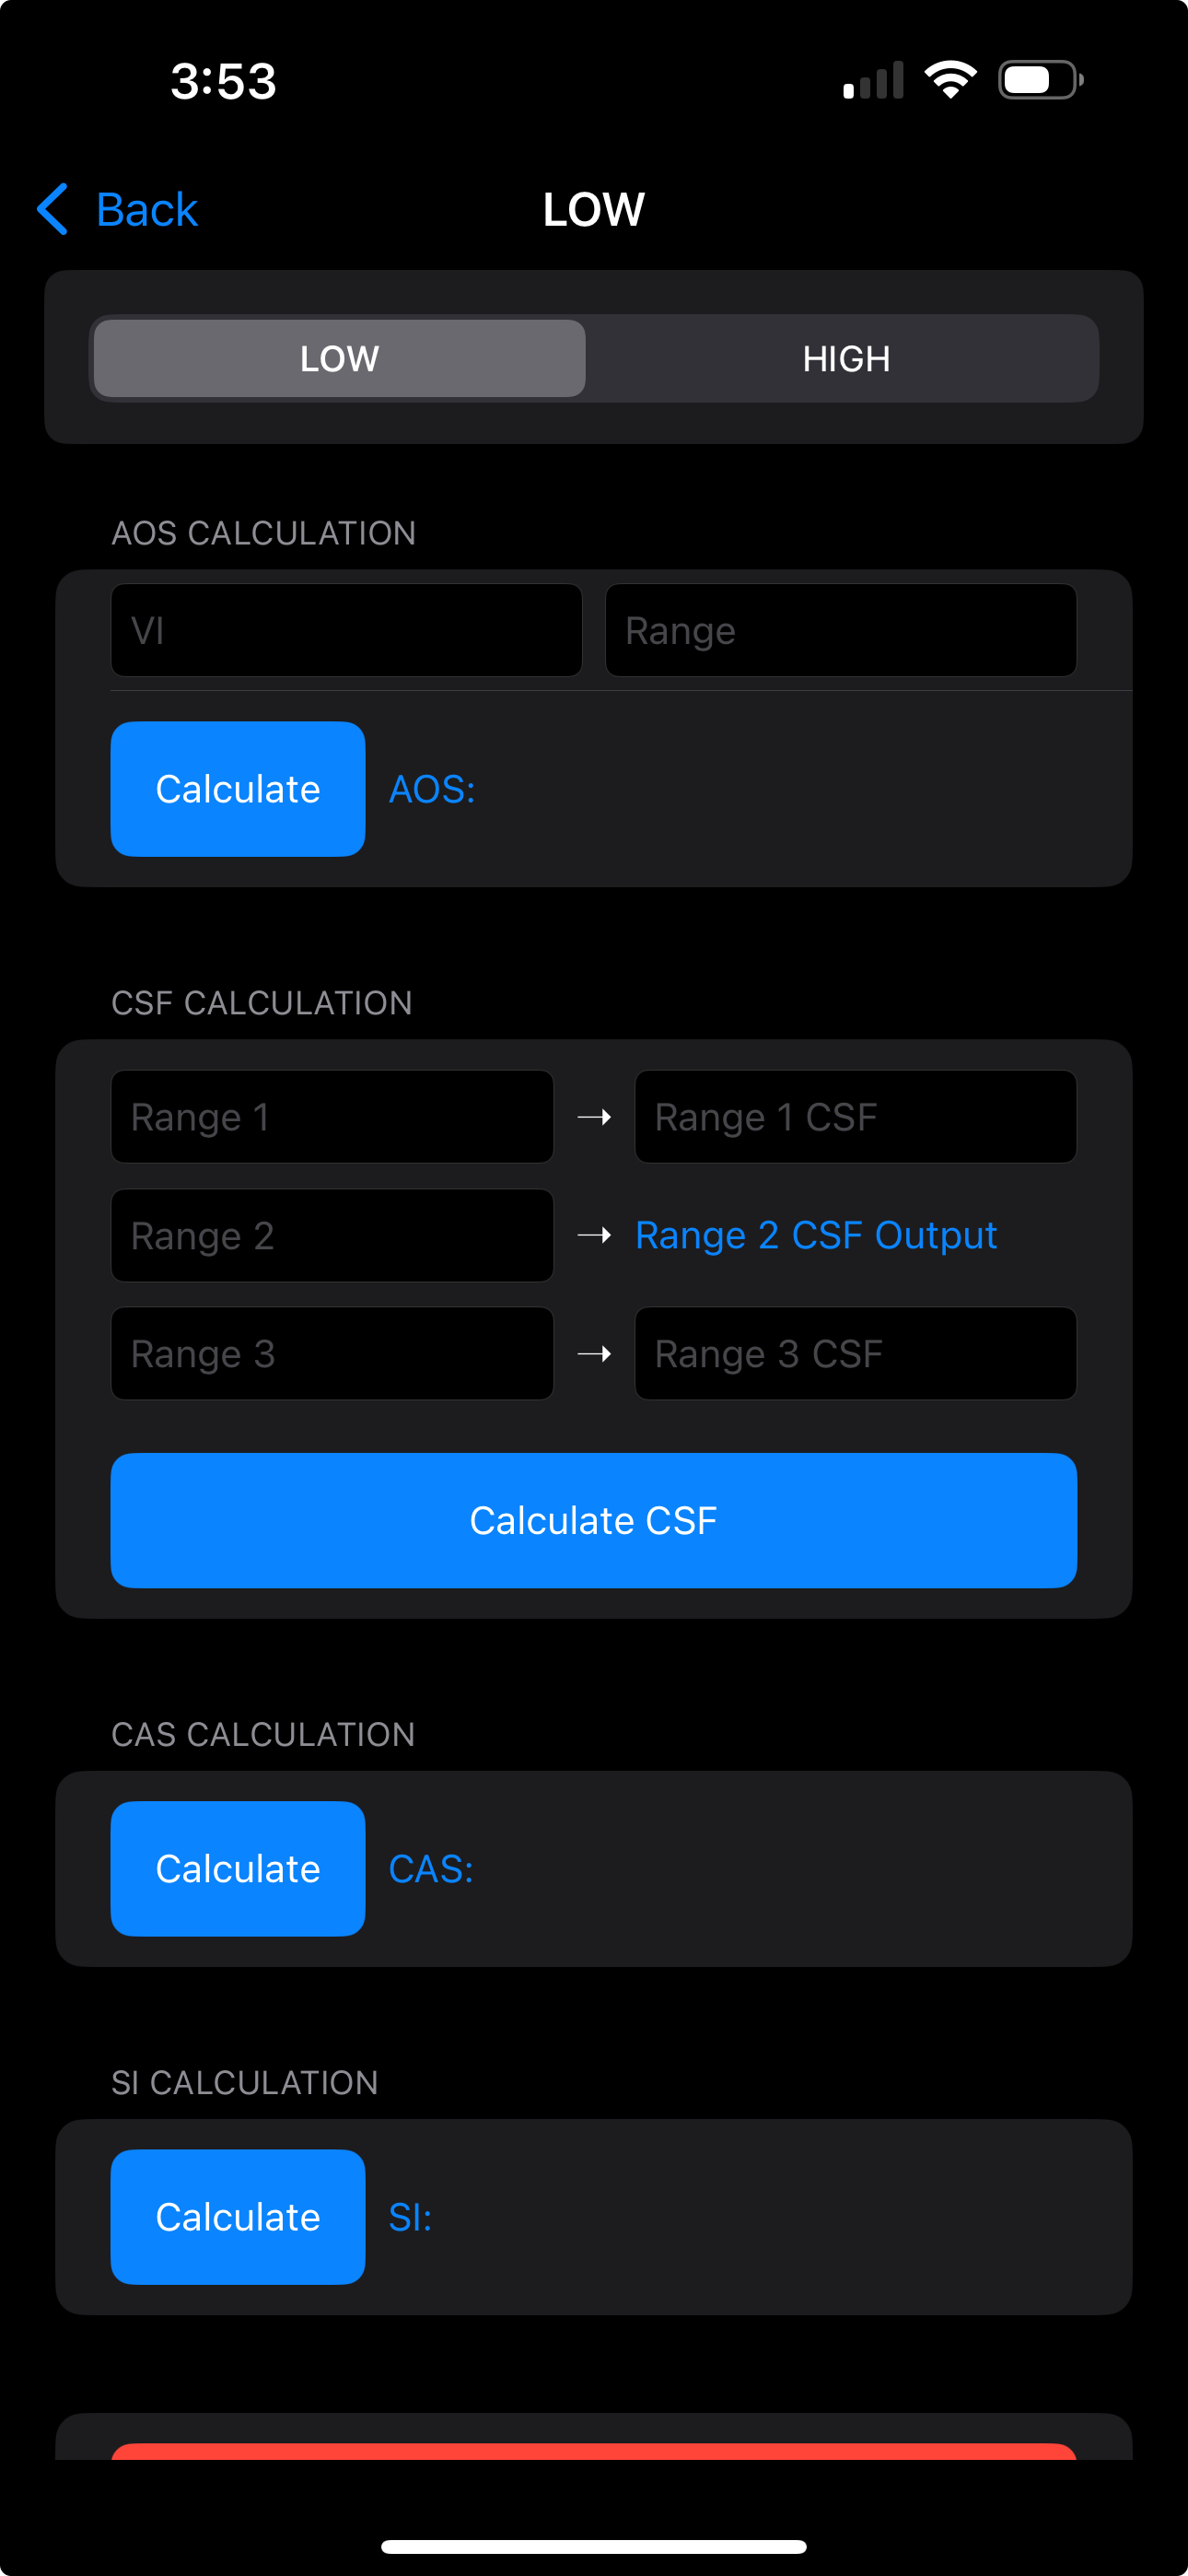 3:53
Back
LOW
LOW
HIGH
AOS CALCULATION
VI
Range
Calculate
AOS:
CSF CALCULATION
Range 1
Range 1 CSF
Range 2
Range 2 CSF Output
Range 3
Range 3 CSF
Calculate CSF
CAS CALCULATION
Calculate
CAS:
SI CALCULATION
Calculate
SI: